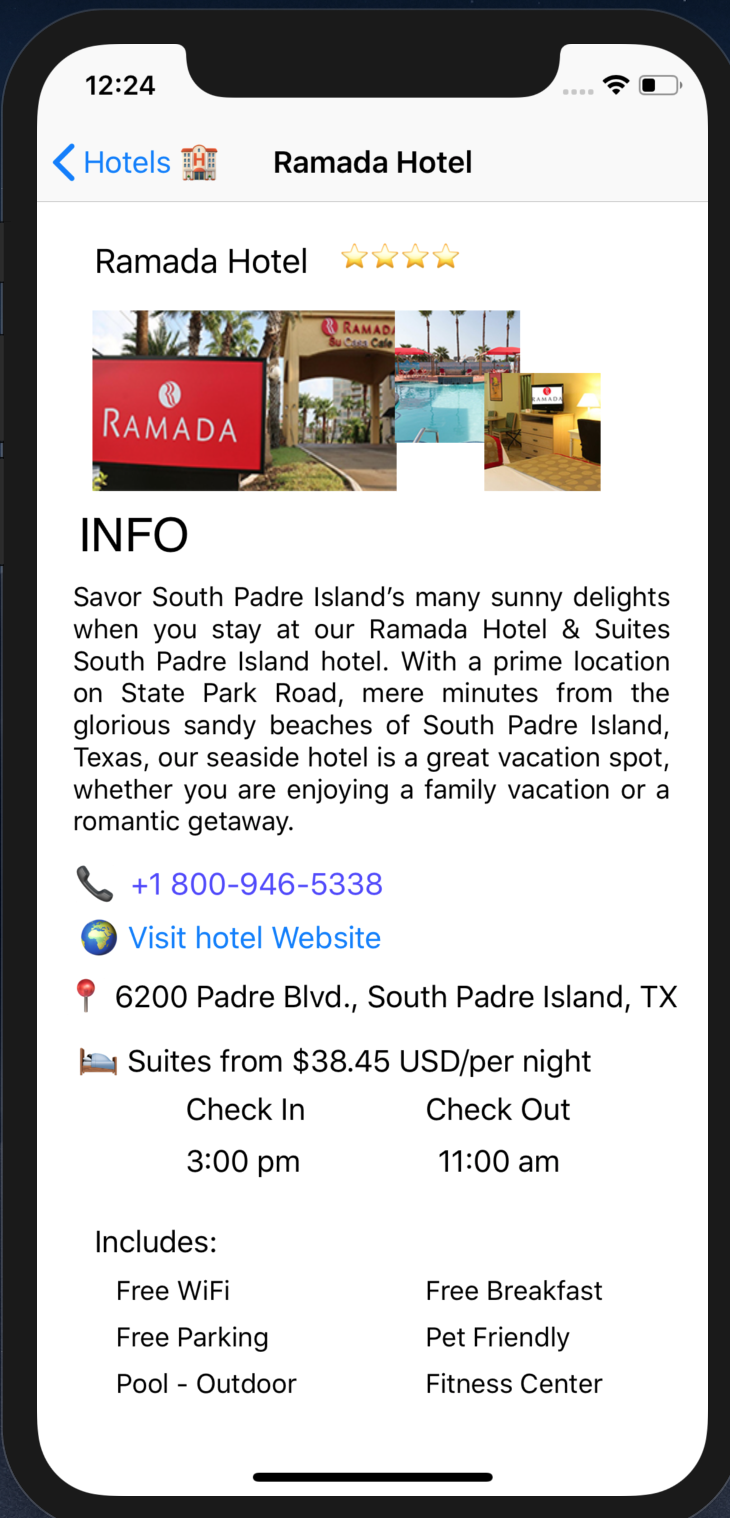 12:24
Hotels Ramada Hotel
Ramada Hotel
RAMADA
RAMADA
Suites Cafe
RAMADA
INFO
Savor South Padre Island’s many sunny delights
when you stay at our Ramada Hotel & Suites
South Padre Island hotel. With a prime location
on State Park Road, mere minutes from the
glorious sandy beaches of South Padre Island,
Texas, our seaside hotel is a great vacation spot,
whether you are enjoying a family vacation or a
romantic getaway.
+1 800-946-5338
Visit hotel Website
6200 Padre Blvd., South Padre Island, TX
Suites from $38.45 USD/per night
Check In Check Out
3:00 pm 11:00 am
Includes:
Free WiFi Free Breakfast
Free Parking Pet Friendly
Pool - Outdoor Fitness Center